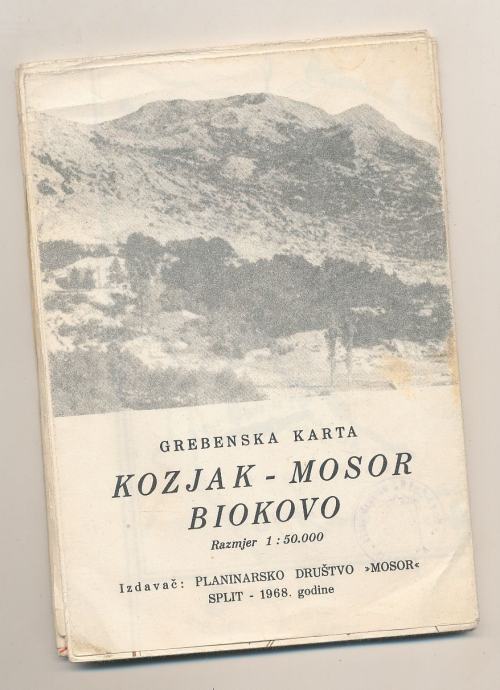 GREBENSKA KARTA
KOZJAK - MOSOR
BIOKOVO
Razmjer 1 : 50.000
Izdavač: PLANINARSKO DRUŠTVO »MOSOR«
SPLIT - 1968. godine